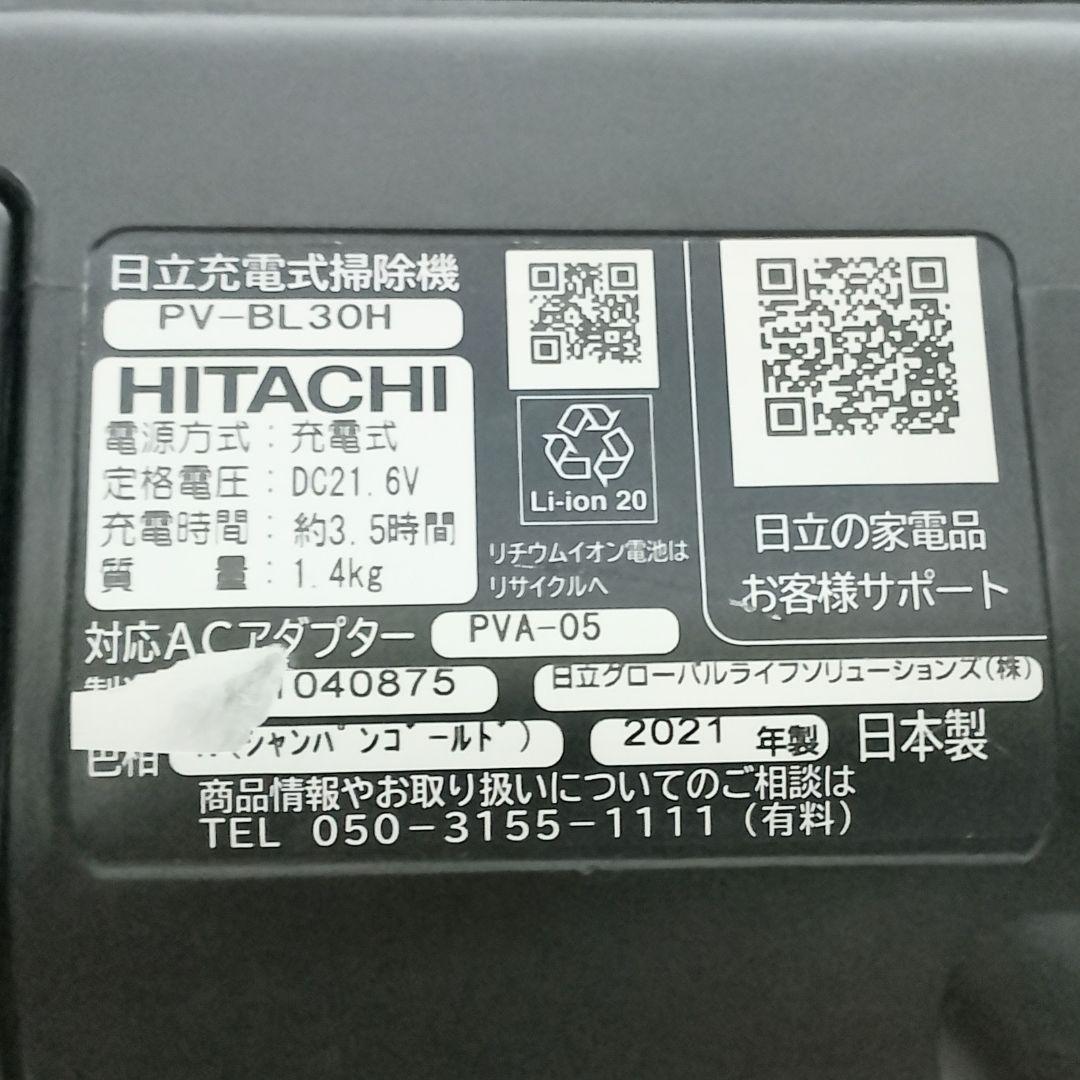 日立充電式掃除機
PV-BL30H
HITACHI
電源方式：充電式
定格電圧：DC21.6V
充電時間：約3.5時間
質　量：1.4kg
Li-ion 20
リチウムイオン電池は
リサイクルへ
日立の家電品
お客様サポート
対応ACアダプター PVA-05
1040875
日立グローバルライフソリューションズ(株)
色柄 (シャンパンゴールド)
2021 年製 日本製
商品情報やお取り扱いについてのご相談は
TEL 050-3155-1111（有料）